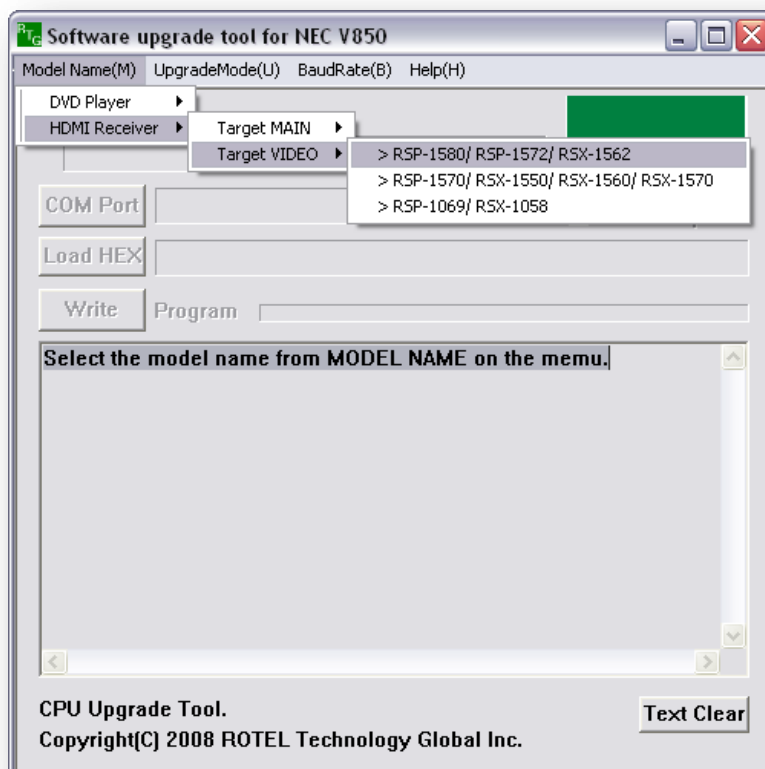 RTG Software upgrade tool for NEC V850
Model Name(M) UpgradeMode(U) BaudRate(B) Help(H)
DVD Player
HDMI Receiver
Target MAIN
Target VIDEO
> RSP-1580/ RSP-1572/ RSX-1562
> RSP-1570/ RSX-1550/ RSX-1560/ RSX-1570
> RSP-1069/ RSX-1058
COM Port
Load HEX
Write Program
Select the model name from MODEL NAME on the memu.
CPU Upgrade Tool.
Text Clear
Copyright(C) 2008 ROTEL Technology Global Inc.